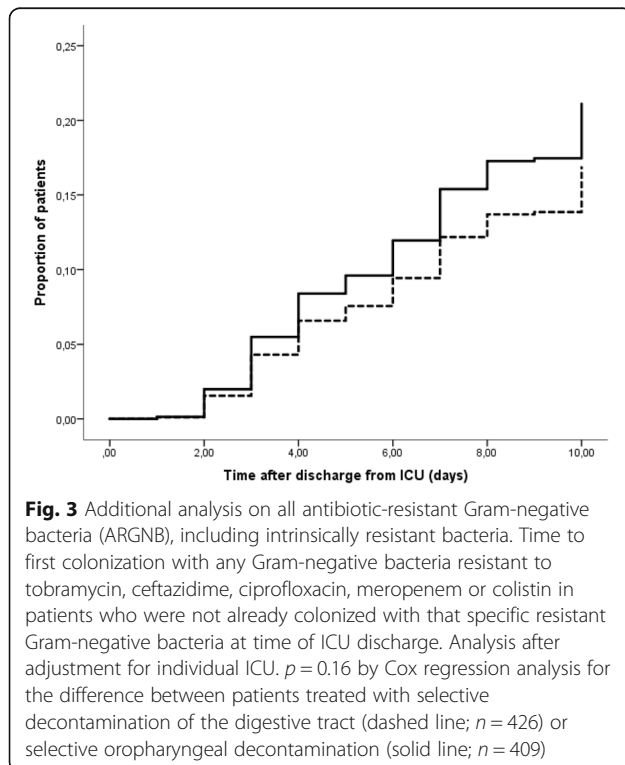 0,25
0,20
0,15
0,10
0,05
0,00
Proportion of patients
,00 2,00 4,00 6,00 8,00 10,00
Time after discharge from ICU (days)
Fig. 3 Additional analysis on all antibiotic-resistant Gram-negative
bacteria (ARGNB), including intrinsically resistant bacteria. Time to
first colonization with any Gram-negative bacteria resistant to
tobramycin, ceftazidime, ciprofloxacin, meropenem or colistin in
patients who were not already colonized with that specific resistant
Gram-negative bacteria at time of ICU discharge. Analysis after
adjustment for individual ICU. p = 0.16 by Cox regression analysis for
the difference between patients treated with selective
decontamination of the digestive tract (dashed line; n = 426) or
selective oropharyngeal decontamination (solid line; n = 409)